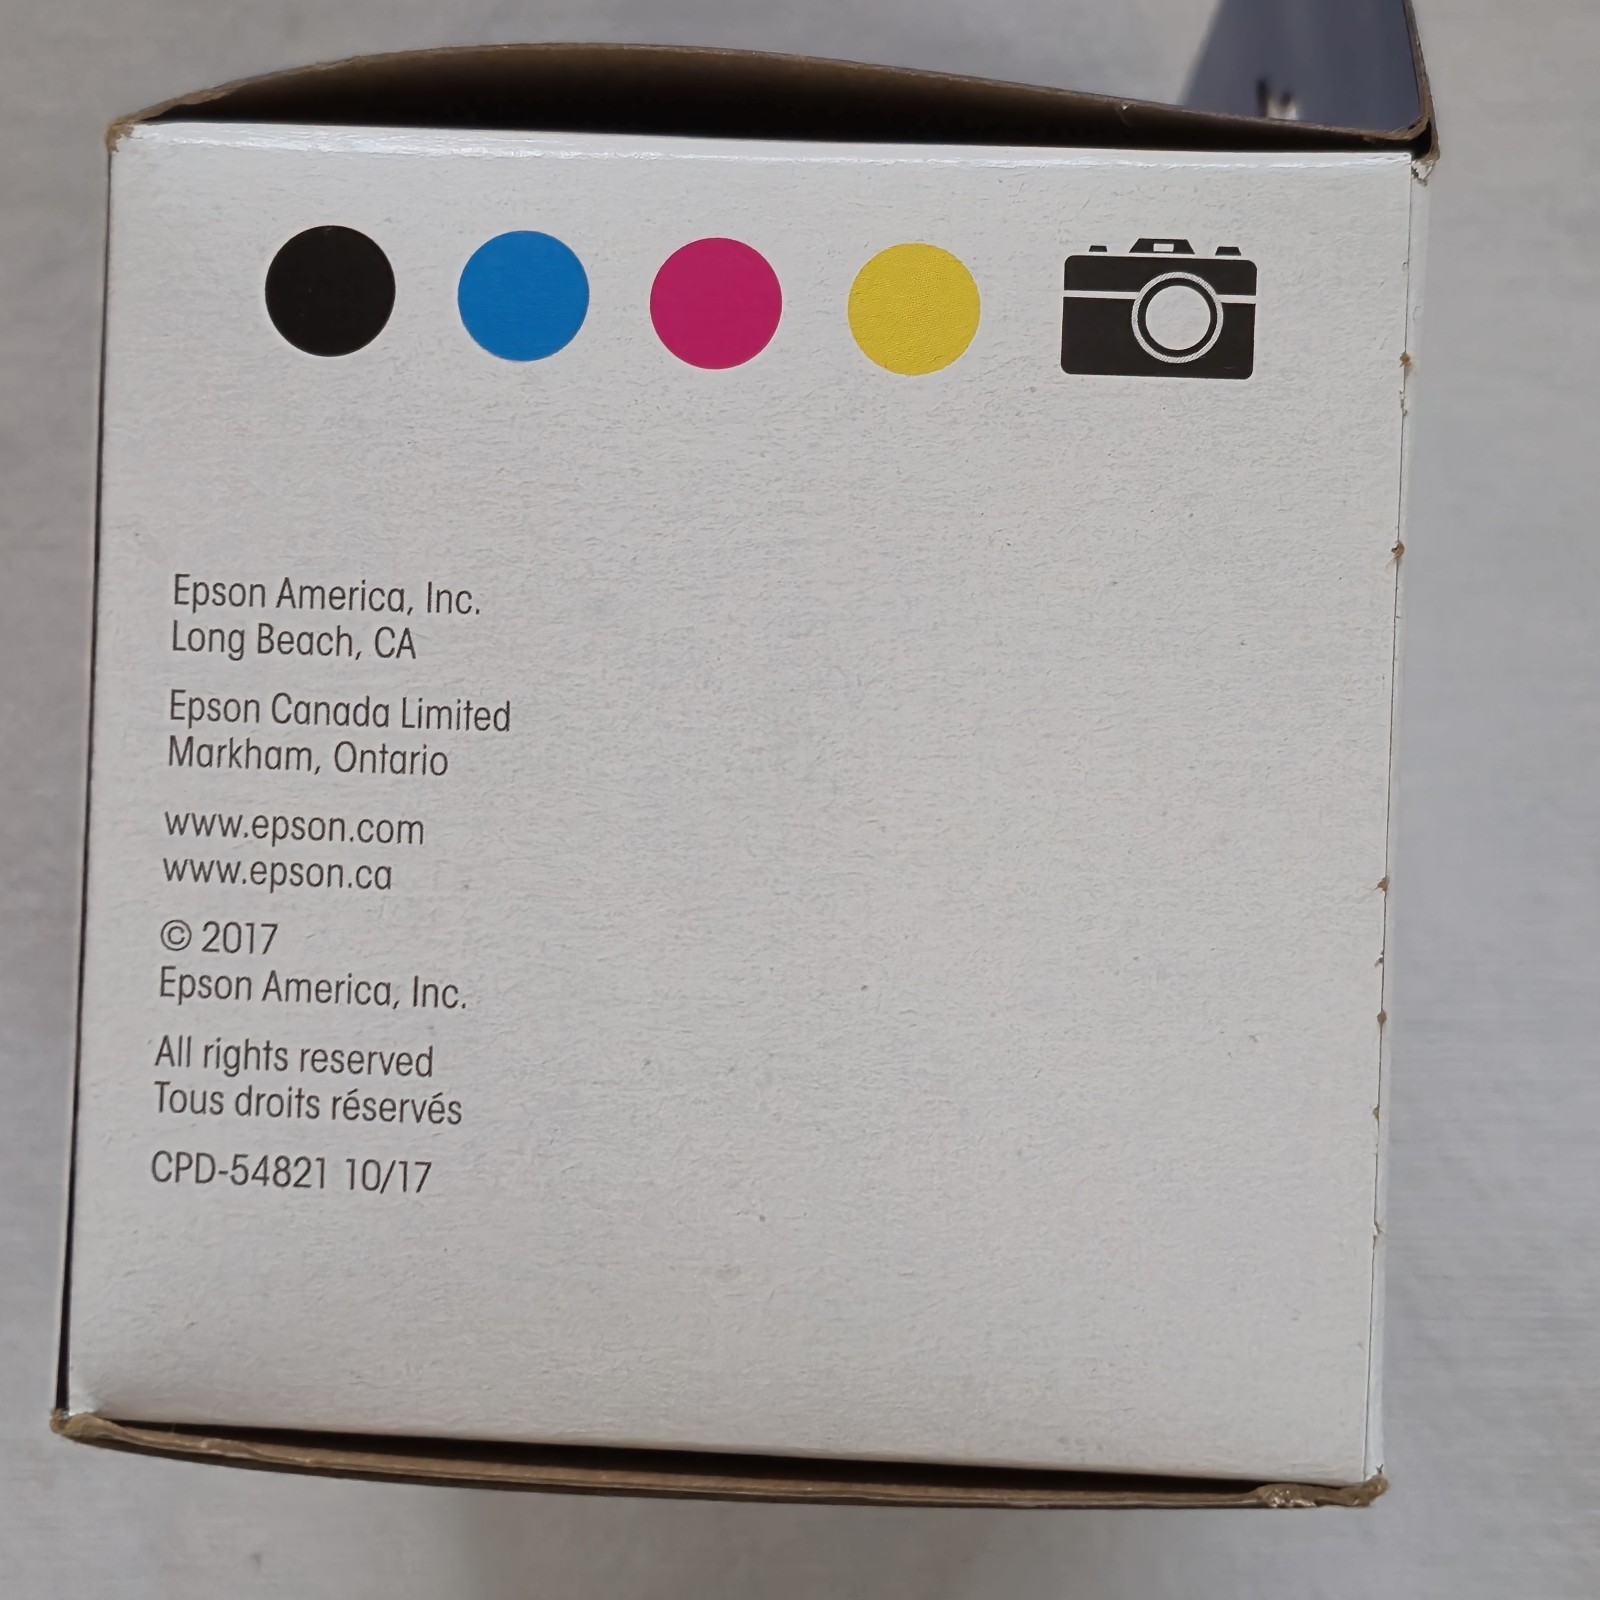 Epson America, Inc.
Long Beach, CA
Epson Canada Limited
Markham, Ontario
www.epson.com
www.epson.ca
© 2017
Epson America, Inc.
All rights reserved
Tous droits réservés
CPD-54821 10/17